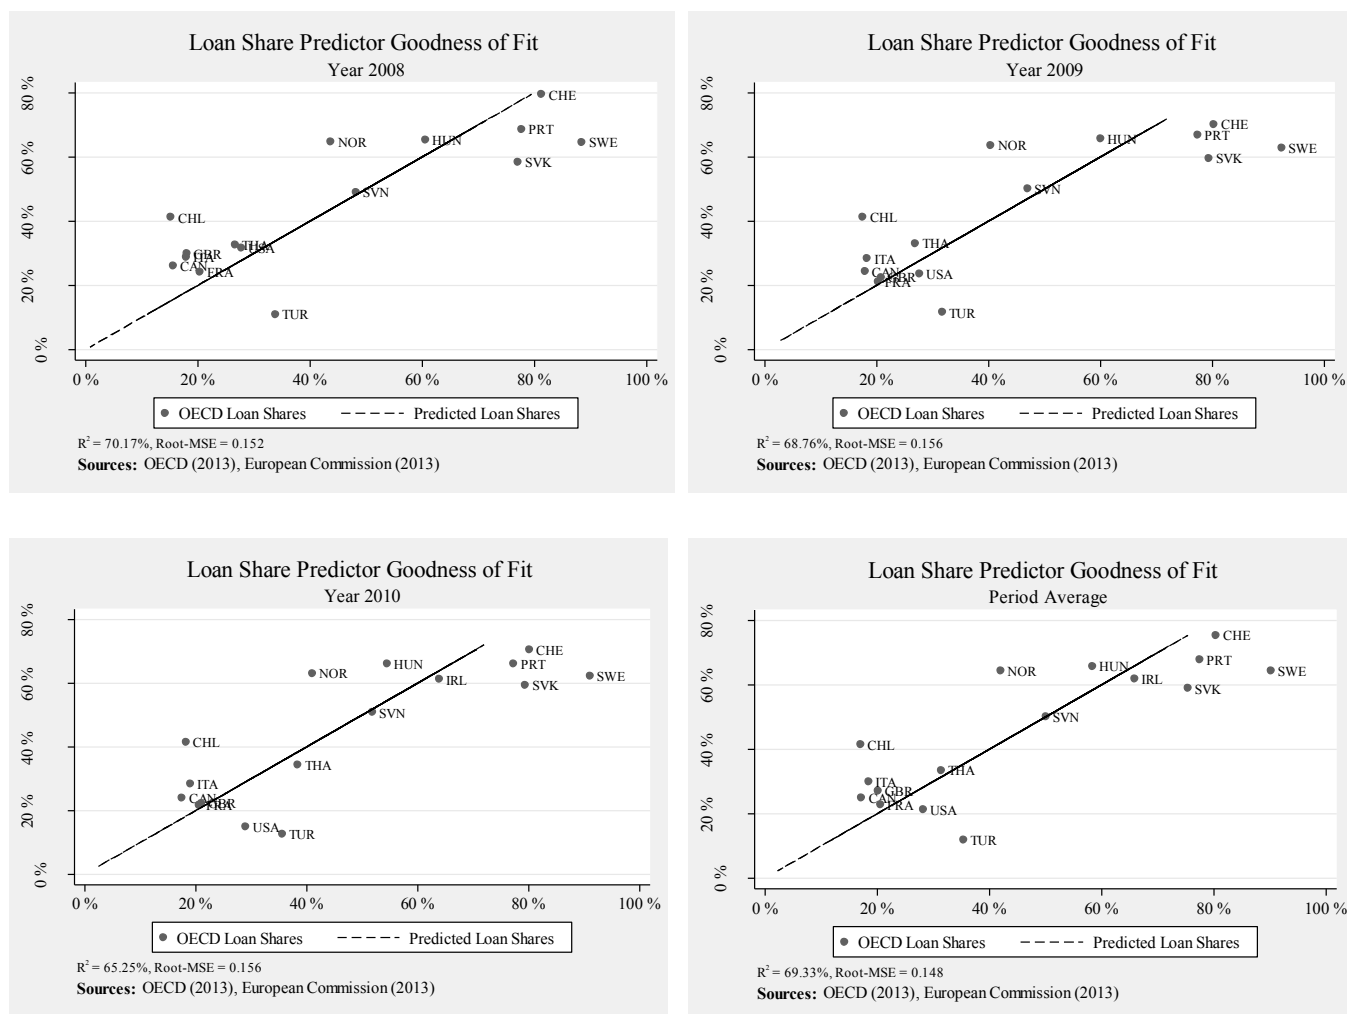 Loan Share Predictor Goodness of Fit
Year 2008
80 %
60 %
40 %
20 %
0 %
CHE
PRT
NOR
HUN
SWE
SVK
SVN
CHL
THA
USA
GBR
ITA
CAN
FRA
TUR
0 % 20 % 40 % 60 % 80 % 100 %
OECD Loan Shares Predicted Loan Shares
R² = 70.17%, Root-MSE = 0.152
Sources: OECD (2013), European Commission (2013)
Loan Share Predictor Goodness of Fit
Year 2009
80 %
60 %
40 %
20 %
0 %
CHE
PRT
HUN
NOR
SWE
SVK
SVN
CHL
THA
ITA
CAN
USA
GBR
FRA
TUR
0 % 20 % 40 % 60 % 80 % 100 %
OECD Loan Shares Predicted Loan Shares
R² = 68.76%, Root-MSE = 0.156
Sources: OECD (2013), European Commission (2013)
Loan Share Predictor Goodness of Fit
Year 2010
80 %
60 %
40 %
20 %
0 %
CHE
HUN
PRT
NOR
SWE
IRL
SVK
SVN
CHL
THA
ITA
CAN
GBR
FRA
USA
TUR
0 % 20 % 40 % 60 % 80 % 100 %
OECD Loan Shares Predicted Loan Shares
R² = 65.25%, Root-MSE = 0.156
Sources: OECD (2013), European Commission (2013)
Loan Share Predictor Goodness of Fit
Period Average
80 %
60 %
40 %
20 %
0 %
CHE
PRT
HUN
NOR
SWE
IRL
SVK
SVN
CHL
THA
ITA
GBR
CAN
FRA
USA
TUR
0 % 20 % 40 % 60 % 80 % 100 %
OECD Loan Shares Predicted Loan Shares
R² = 69.33%, Root-MSE = 0.148
Sources: OECD (2013), European Commission (2013)